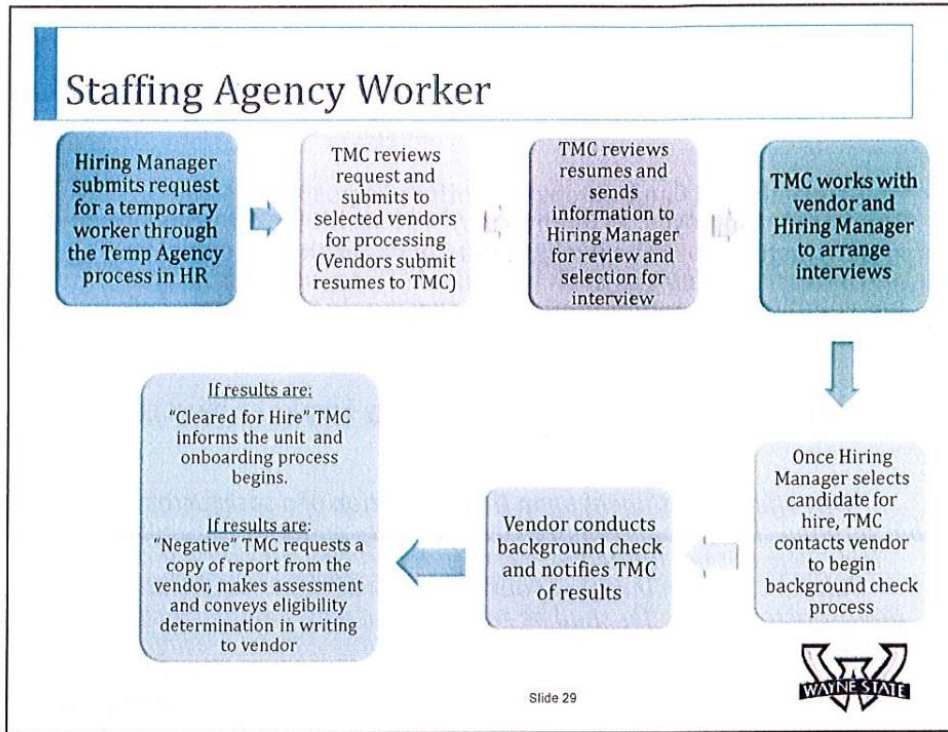 Staffing Agency Worker
Hiring Manager
submits request
for a temporary
worker through
the Temp Agency
process in HR
TMC reviews
request and
submits to
selected vendors
for processing
(Vendors submit
resumes to TMC)
TMC reviews
resumes and
sends
information to
Hiring Manager
for review and
selection for
interview
TMC works with
vendor and
Hiring Manager
to arrange
interviews
Once Hiring
Manager selects
candidate for
hire, TMC
contacts vendor
to begin
background check
process
Vendor conducts
background check
and notifies TMC
of results
If results are:
“Cleared for Hire” TMC
informs the unit and
onboarding process
begins.
If results are:
“Negative” TMC requests a
copy of report from the
vendor, makes assessment
and conveys eligibility
determination in writing
to vendor
Slide 29
WAYNE STATE